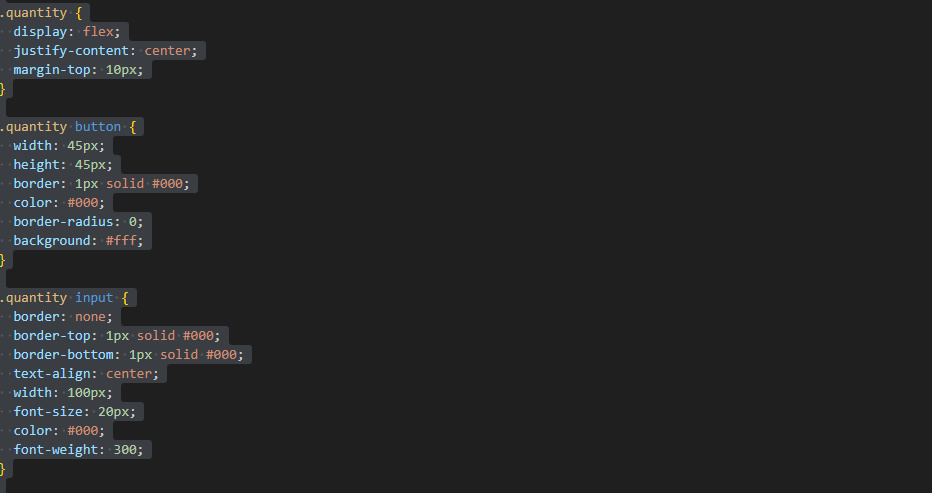 .quantity {
  display: flex;
  justify-content: center;
  margin-top: 10px;
}

.quantity button {
  width: 45px;
  height: 45px;
  border: 1px solid #000;
  color: #000;
  border-radius: 0;
  background: #fff;
}

.quantity input {
  border: none;
  border-top: 1px solid #000;
  border-bottom: 1px solid #000;
  text-align: center;
  width: 100px;
  font-size: 20px;
  color: #000;
  font-weight: 300;
}